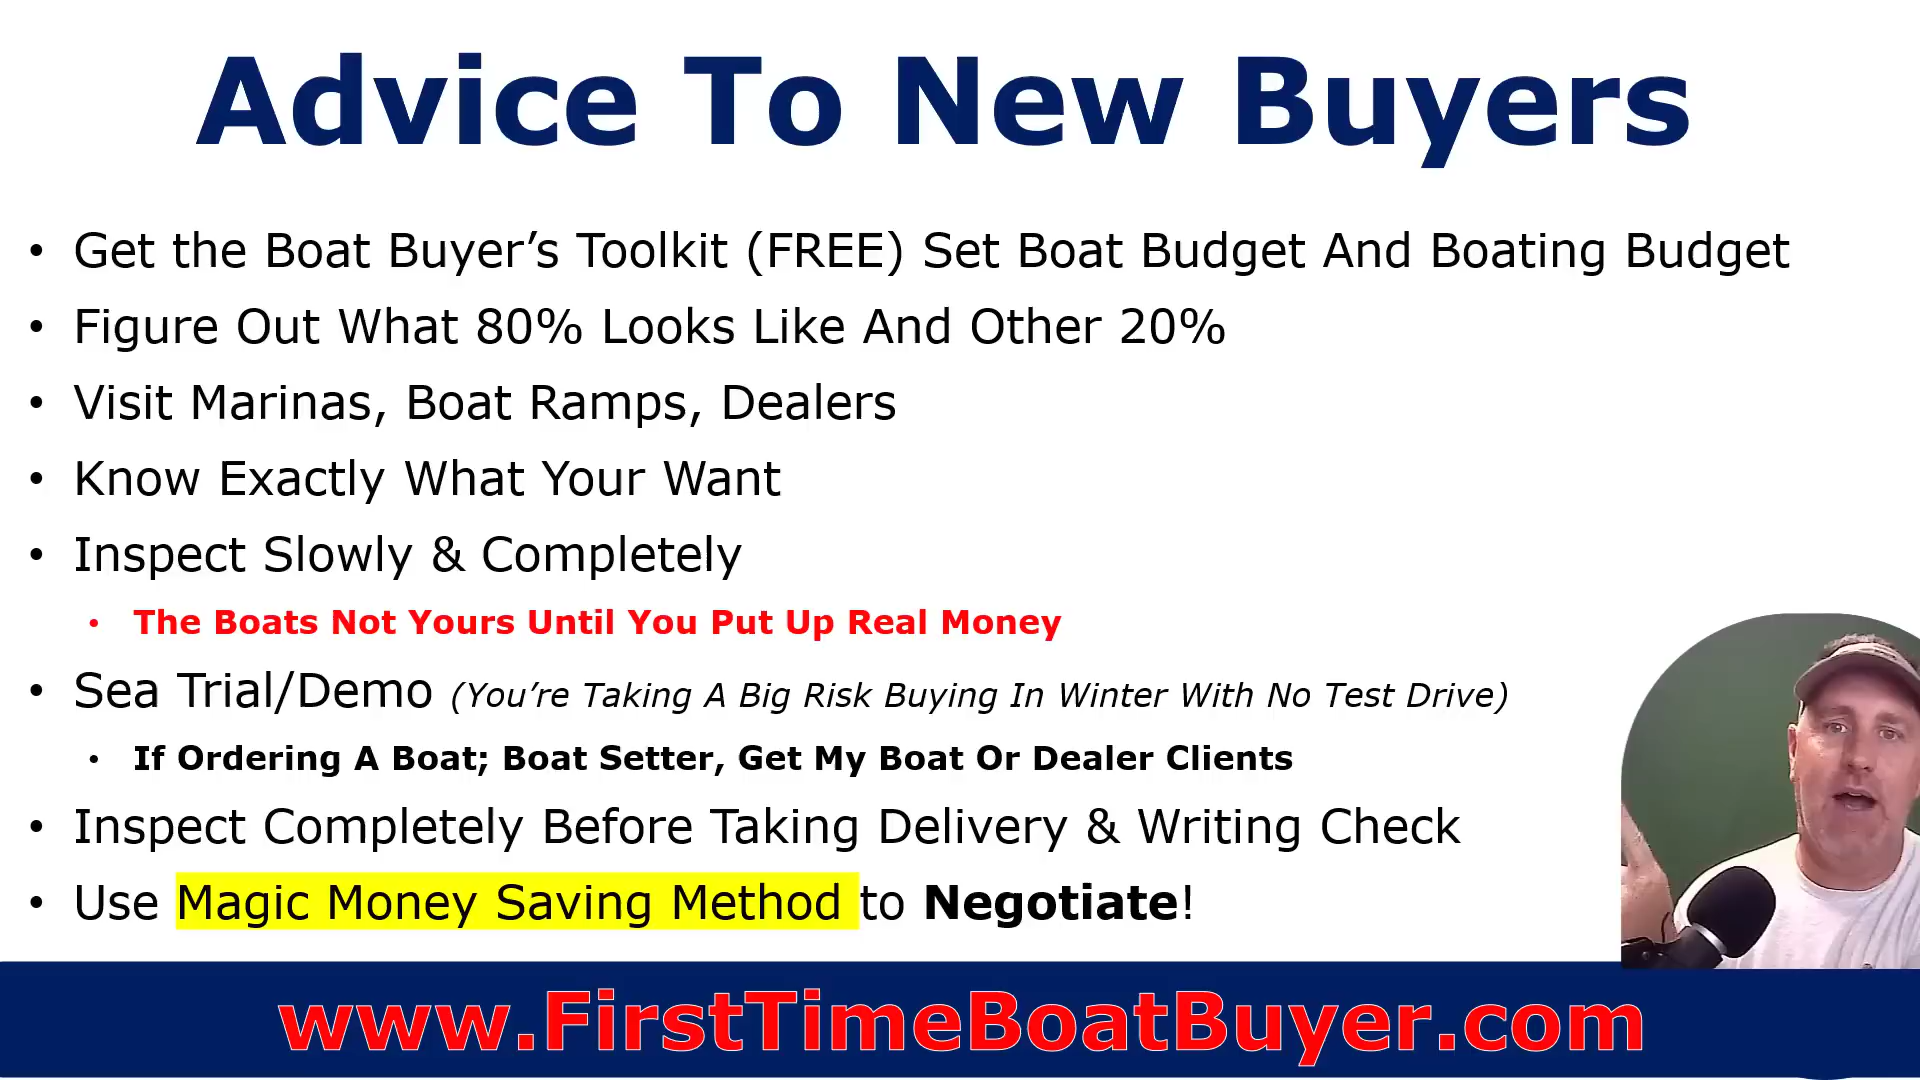 Advice To New Buyers
• Get the Boat Buyer’s Toolkit (FREE) Set Boat Budget And Boating Budget
• Figure Out What 80% Looks Like And Other 20%
• Visit Marinas, Boat Ramps, Dealers
• Know Exactly What Your Want
• Inspect Slowly & Completely
• The Boats Not Yours Until You Put Up Real Money
• Sea Trial/Demo (You’re Taking A Big Risk Buying In Winter With No Test Drive)
• If Ordering A Boat; Boat Setter, Get My Boat Or Dealer Clients
• Inspect Completely Before Taking Delivery & Writing Check
• Use Magic Money Saving Method to Negotiate!
www.FirstTimeBoatBuyer.com